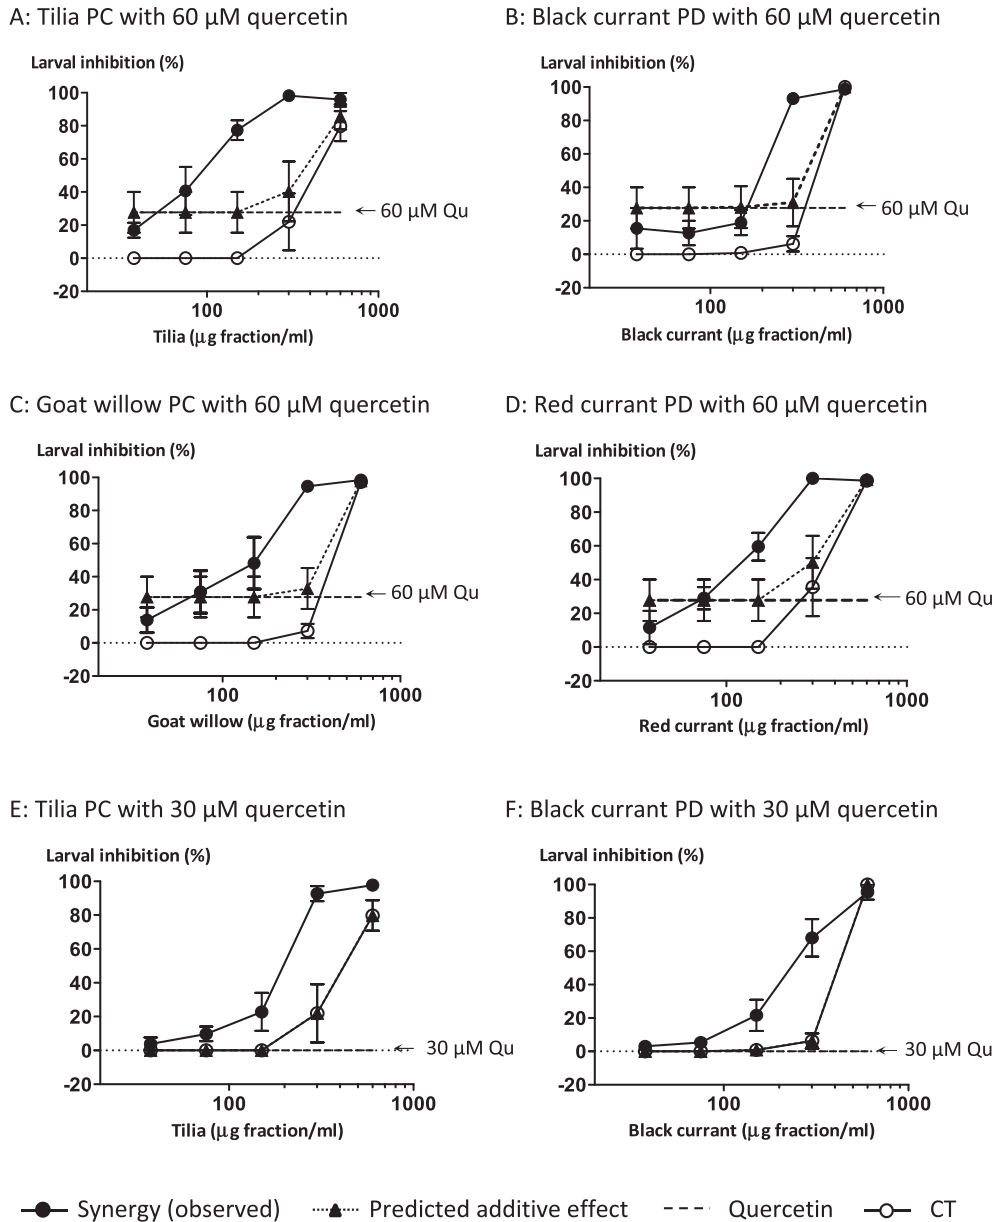 A: Tilia PC with 60 µM quercetin
Larval inhibition (%)
100
80
60
40
20
0
-20
60 µM Qu
100
1000
Tilia (µg fraction/ml)
B: Black currant PD with 60 µM quercetin
Larval inhibition (%)
100
80
60
40
20
0
-20
60 µM Qu
100
1000
Black currant (µg fraction/ml)
C: Goat willow PC with 60 µM quercetin
Larval inhibition (%)
100
80
60
40
20
0
-20
60 µM Qu
100
1000
Goat willow (µg fraction/ml)
D: Red currant PD with 60 µM quercetin
Larval inhibition (%)
100
80
60
40
20
0
-20
60 µM Qu
100
1000
Red currant (µg fraction/ml)
E: Tilia PC with 30 µM quercetin
Larval inhibition (%)
100
80
60
40
20
0
-20
30 µM Qu
100
1000
Tilia (µg fraction/ml)
F: Black currant PD with 30 µM quercetin
Larval inhibition (%)
100
80
60
40
20
0
-20
30 µM Qu
100
1000
Black currant (µg fraction/ml)
Synergy (observed) Predicted additive effect Quercetin CT